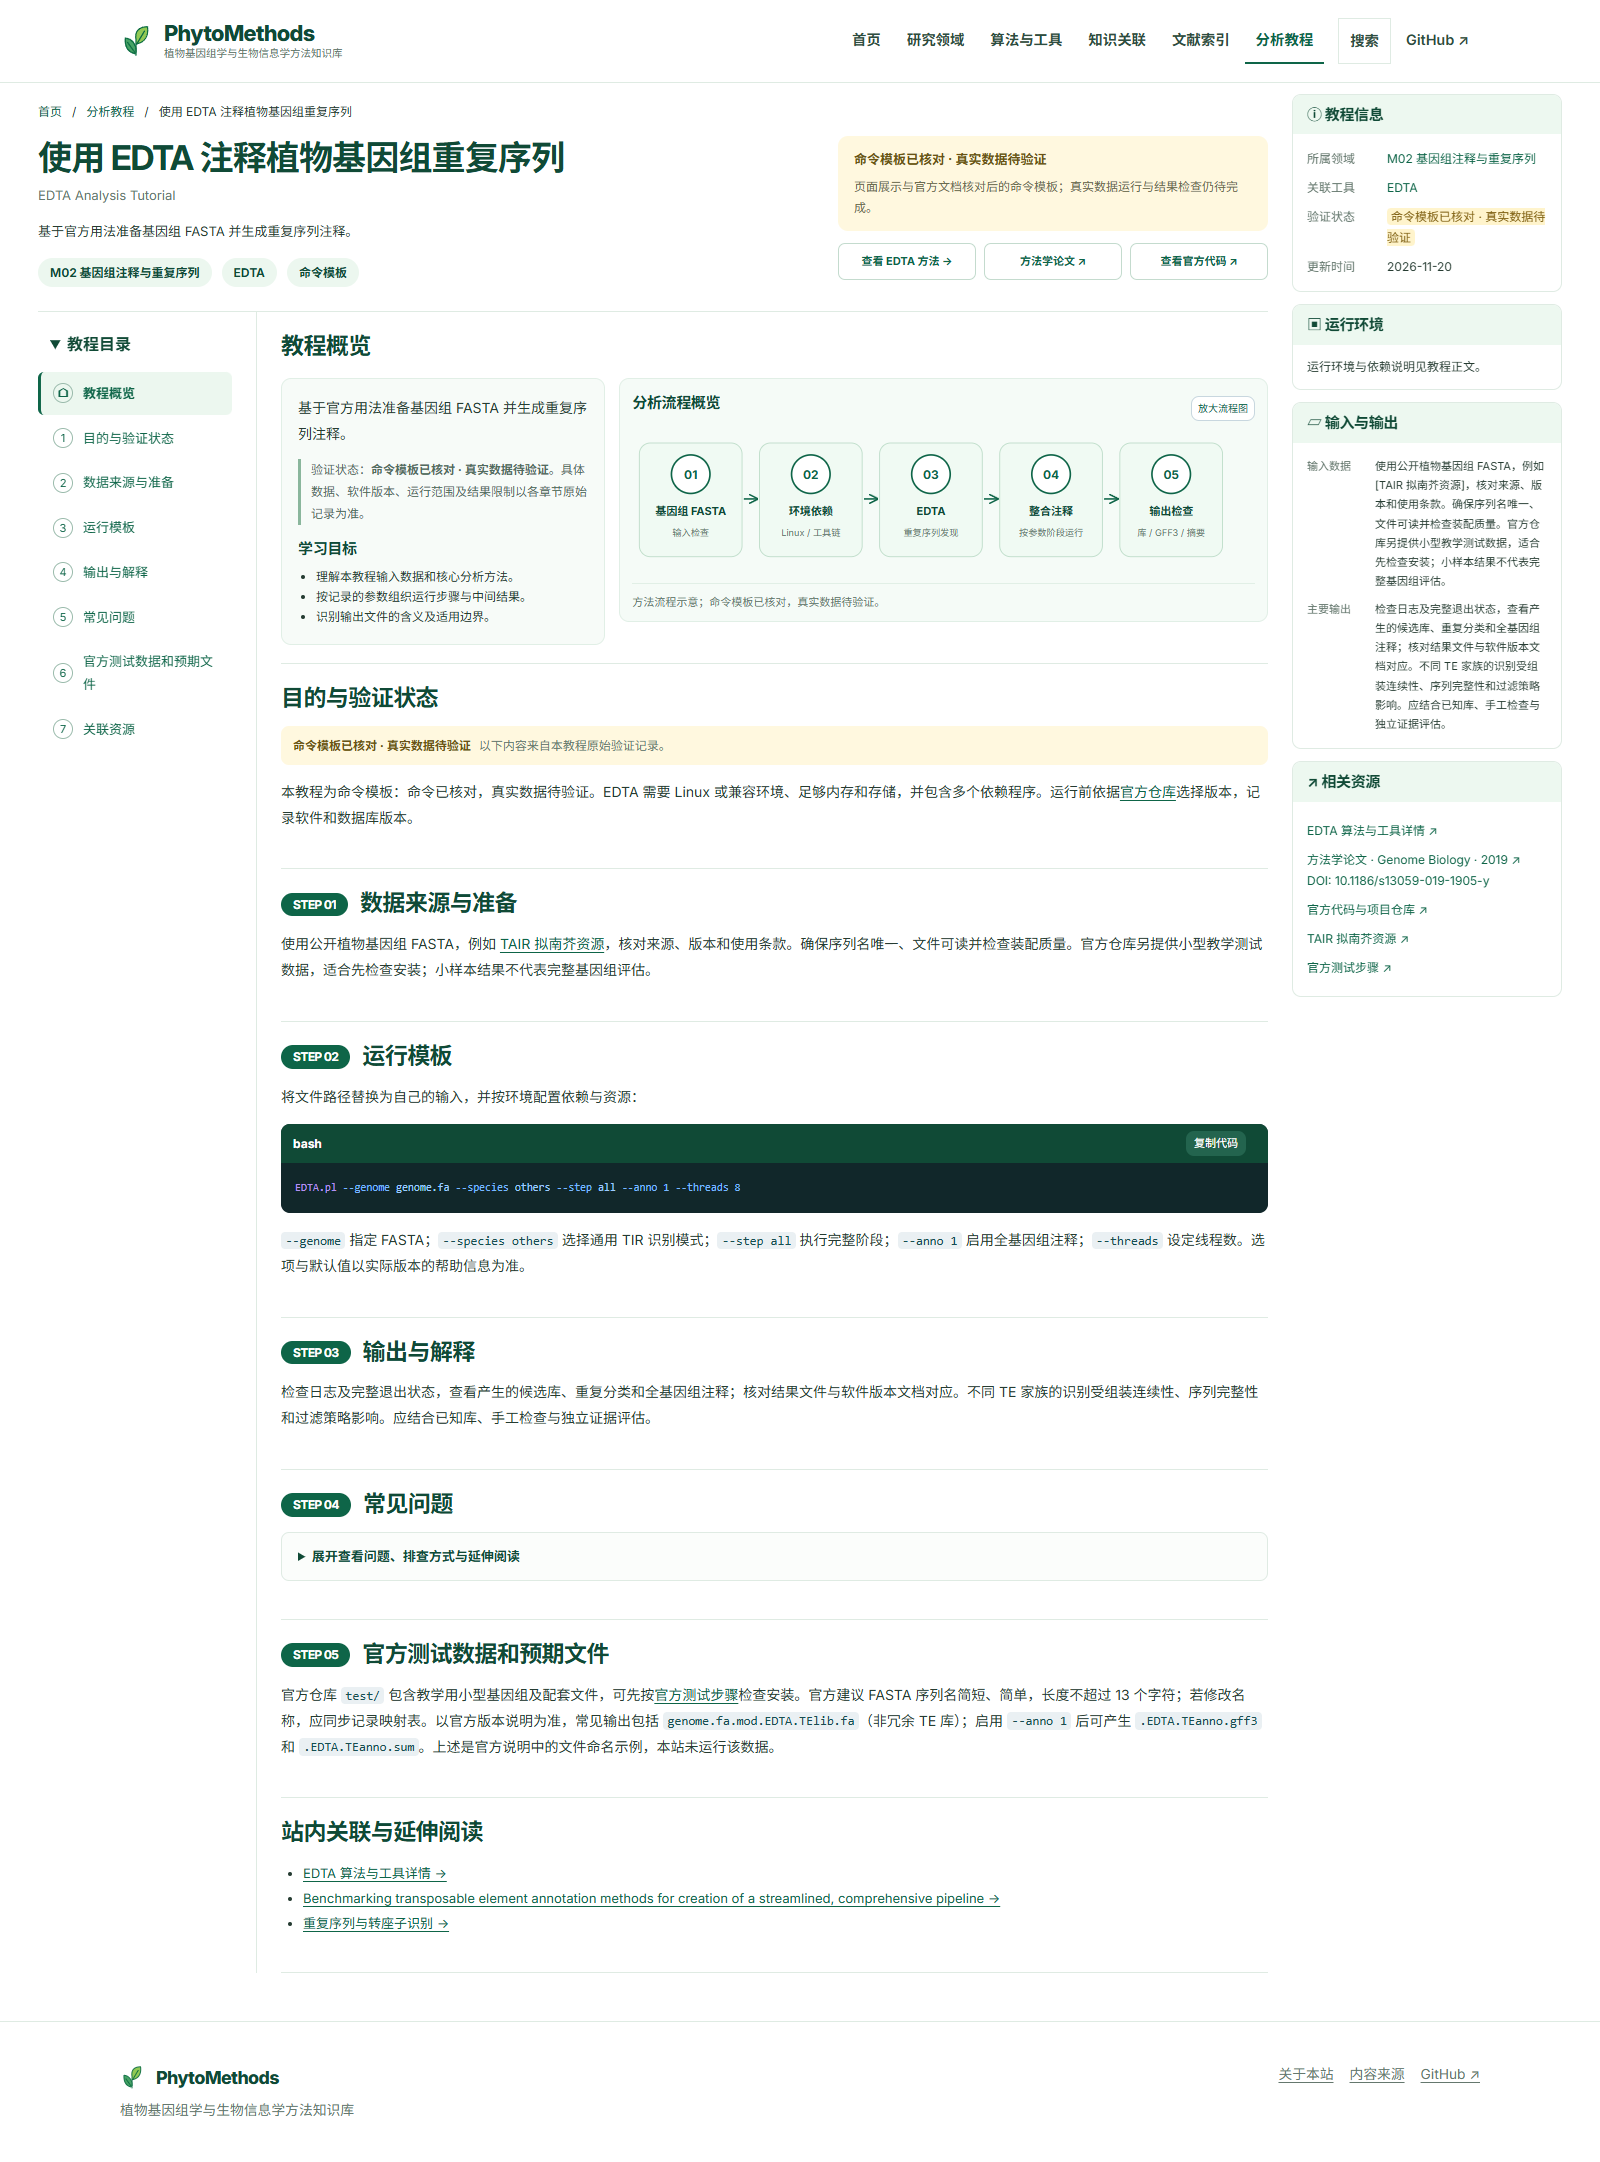 PhytoMethods
植物基因组学与生物信息学方法知识库
首页 研究领域 算法与工具 知识关联 文献索引 分析教程 搜索 GitHub ↗
首页 / 分析教程 / 使用 EDTA 注释植物基因组重复序列
使用 EDTA 注释植物基因组重复序列
EDTA Analysis Tutorial
基于官方用法准备基因组 FASTA 并生成重复序列注释。
M02 基因组注释与重复序列 EDTA 命令模板
命令模板已核对 · 真实数据待验证
页面展示与官方文档核对后的命令模板；真实数据运行与结果检查仍待完
成。
查看 EDTA 方法 → 方法学论文 ↗ 查看官方代码 ↗
▼ 教程目录
教程概览
1 目的与验证状态
2 数据来源与准备
3 运行模板
4 输出与解释
5 常见问题
6 官方测试数据和预期文
件
7 关联资源
教程概览
基于官方用法准备基因组 FASTA 并生成重复序
列注释。
验证状态：命令模板已核对 · 真实数据待验证。具体
数据、软件版本、运行范围及结果限制以各章节原始
记录为准。
学习目标
• 理解本教程输入数据和核心分析方法。
• 按记录的参数组织运行步骤与中间结果。
• 识别输出文件的含义及适用边界。
分析流程概览
放大流程图
01 02 03 04 05
基因组 FASTA 环境依赖 EDTA 整合注释 输出检查
输入检查 Linux / 工具链 重复序列发现 按参数阶段运行 库 / GFF3 / 摘要
方法流程示意；命令模板已核对，真实数据待验证。
目的与验证状态
命令模板已核对 · 真实数据待验证 以下内容来自本教程原始验证记录。
本教程为命令模板：命令已核对，真实数据待验证。EDTA 需要 Linux 或兼容环境、足够内存和存储，并包含多个依赖程序。运行前依据官方仓库选择版本，记
录软件和数据库版本。
STEP 01 数据来源与准备
使用公开植物基因组 FASTA，例如 TAIR 拟南芥资源，核对来源、版本和使用条款。确保序列名唯一、文件可读并检查装配质量。官方仓库另提供小型教学测试
数据，适合先检查安装；小样本结果不代表完整基因组评估。
STEP 02 运行模板
将文件路径替换为自己的输入，并按环境配置依赖与资源：
bash 复制代码
EDTA.pl --genome genome.fa --species others --step all --anno 1 --threads 8
--genome 指定 FASTA；--species others 选择通用 TIR 识别模式；--step all 执行完整阶段；--anno 1 启用全基因组注释；--threads 设定线程数。选
项与默认值以实际版本的帮助信息为准。
STEP 03 输出与解释
检查日志及完整退出状态，查看产生的候选库、重复分类和全基因组注释；核对结果文件与软件版本文档对应。不同 TE 家族的识别受组装连续性、序列完整性
和过滤策略影响。应结合已知库、手工检查与独立证据评估。
STEP 04 常见问题
▶ 展开查看问题、排查方式与延伸阅读
STEP 05 官方测试数据和预期文件
官方仓库 test/ 包含教学用小型基因组及配套文件，可先按官方测试步骤检查安装。官方建议 FASTA 序列名简短、简单，长度不超过 13 个字符；若修改名
称，应同步记录映射表。以官方版本说明为准，常见输出包括 genome.fa.mod.EDTA.TElib.fa（非冗余 TE 库）；启用 --anno 1 后可产生 .EDTA.TEanno.gff3
和 .EDTA.TEanno.sum。上述是官方说明中的文件命名示例，本站未运行该数据。
站内关联与延伸阅读
• EDTA 算法与工具详情 →
• Benchmarking transposable element annotation methods for creation of a streamlined, comprehensive pipeline →
• 重复序列与转座子识别 →
ⓘ 教程信息
所属领域 M02 基因组注释与重复序列
关联工具 EDTA
验证状态 命令模板已核对 · 真实数据待
验证
更新时间 2026-11-20
▣ 运行环境
运行环境与依赖说明见教程正文。
▱ 输入与输出
输入数据 使用公开植物基因组 FASTA，例如
[TAIR 拟南芥资源]，核对来源、版
本和使用条款。确保序列名唯一、
文件可读并检查装配质量。官方仓
库另提供小型教学测试数据，适合
先检查安装；小样本结果不代表完
整基因组评估。
主要输出 检查日志及完整退出状态，查看产
生的候选库、重复分类和全基因组
注释；核对结果文件与软件版本文
档对应。不同 TE 家族的识别受组
装连续性、序列完整性和过滤策略
影响。应结合已知库、手工检查与
独立证据评估。
↗ 相关资源
EDTA 算法与工具详情 ↗
方法学论文 · Genome Biology · 2019 ↗
DOI: 10.1186/s13059-019-1905-y
官方代码与项目仓库 ↗
TAIR 拟南芥资源 ↗
官方测试步骤 ↗
PhytoMethods
植物基因组学与生物信息学方法知识库
关于本站 内容来源 GitHub ↗